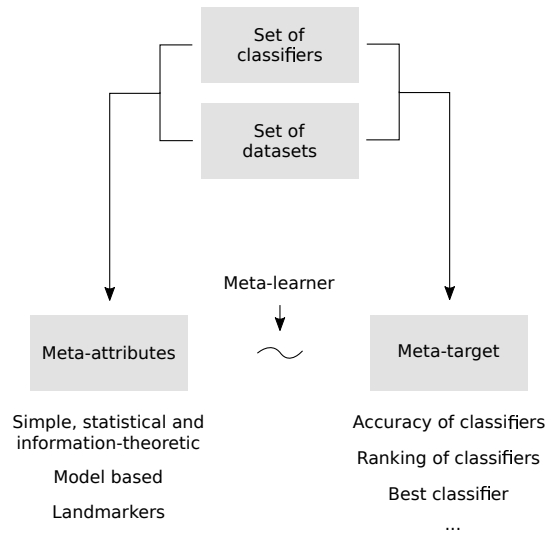 Set of
classifiers
Set of
datasets
Meta-learner
Meta-attributes
Meta-target
Simple, statistical and
information-theoretic
Model based
Landmarkers
Accuracy of classifiers
Ranking of classifiers
Best classifier
...